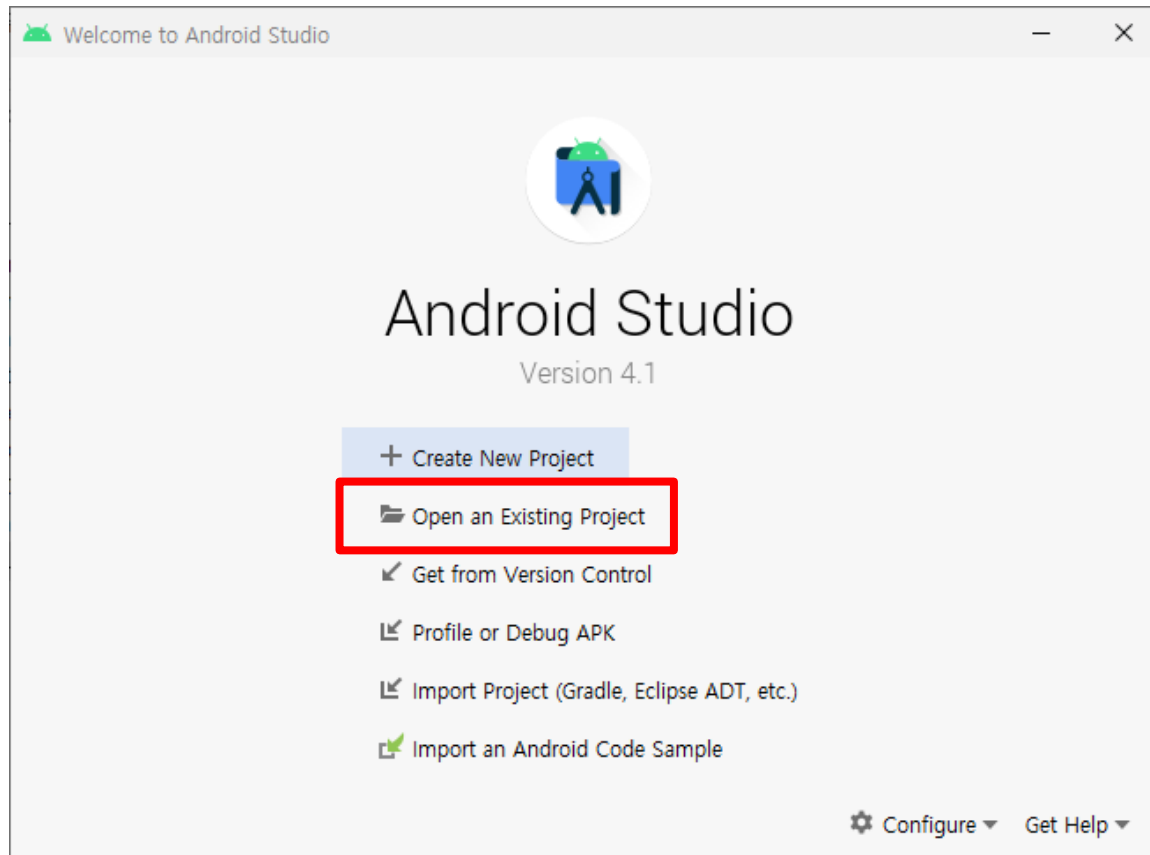 Welcome to Android Studio
Android Studio
Version 4.1
Create New Project
Open an Existing Project
Get from Version Control
Profile or Debug APK
Import Project (Gradle, Eclipse ADT, etc.)
Import an Android Code Sample
Configure Get Help